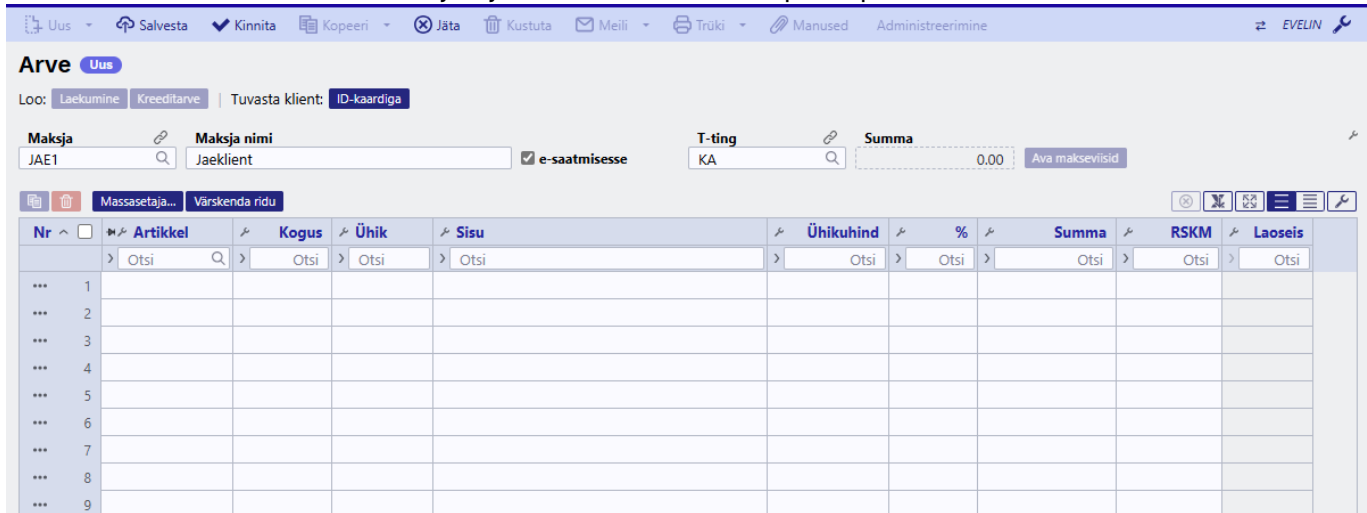 Uus Salvesta Kinnita Kopeeri Jäta Kustuta Meili Trüki Manused Administreerimine EVELIN
Arve Uus
Loo: Laekumine Kreeditarve | Tuvasta klient: ID-kaardiga
Maksja Maksja nimi T-ting Summa
JAE1 Jaeklient e-saatmisesse KA 0.00 Ava makseviisid
Massasetaja... Värskenda ridu
Nr Artikkel Kogus Ühik Sisu Ühikuhind % Summa RSKM Laoseis
Otsi Otsi Otsi Otsi Otsi Otsi Otsi Otsi Otsi
1
2
3
4
5
6
7
8
9